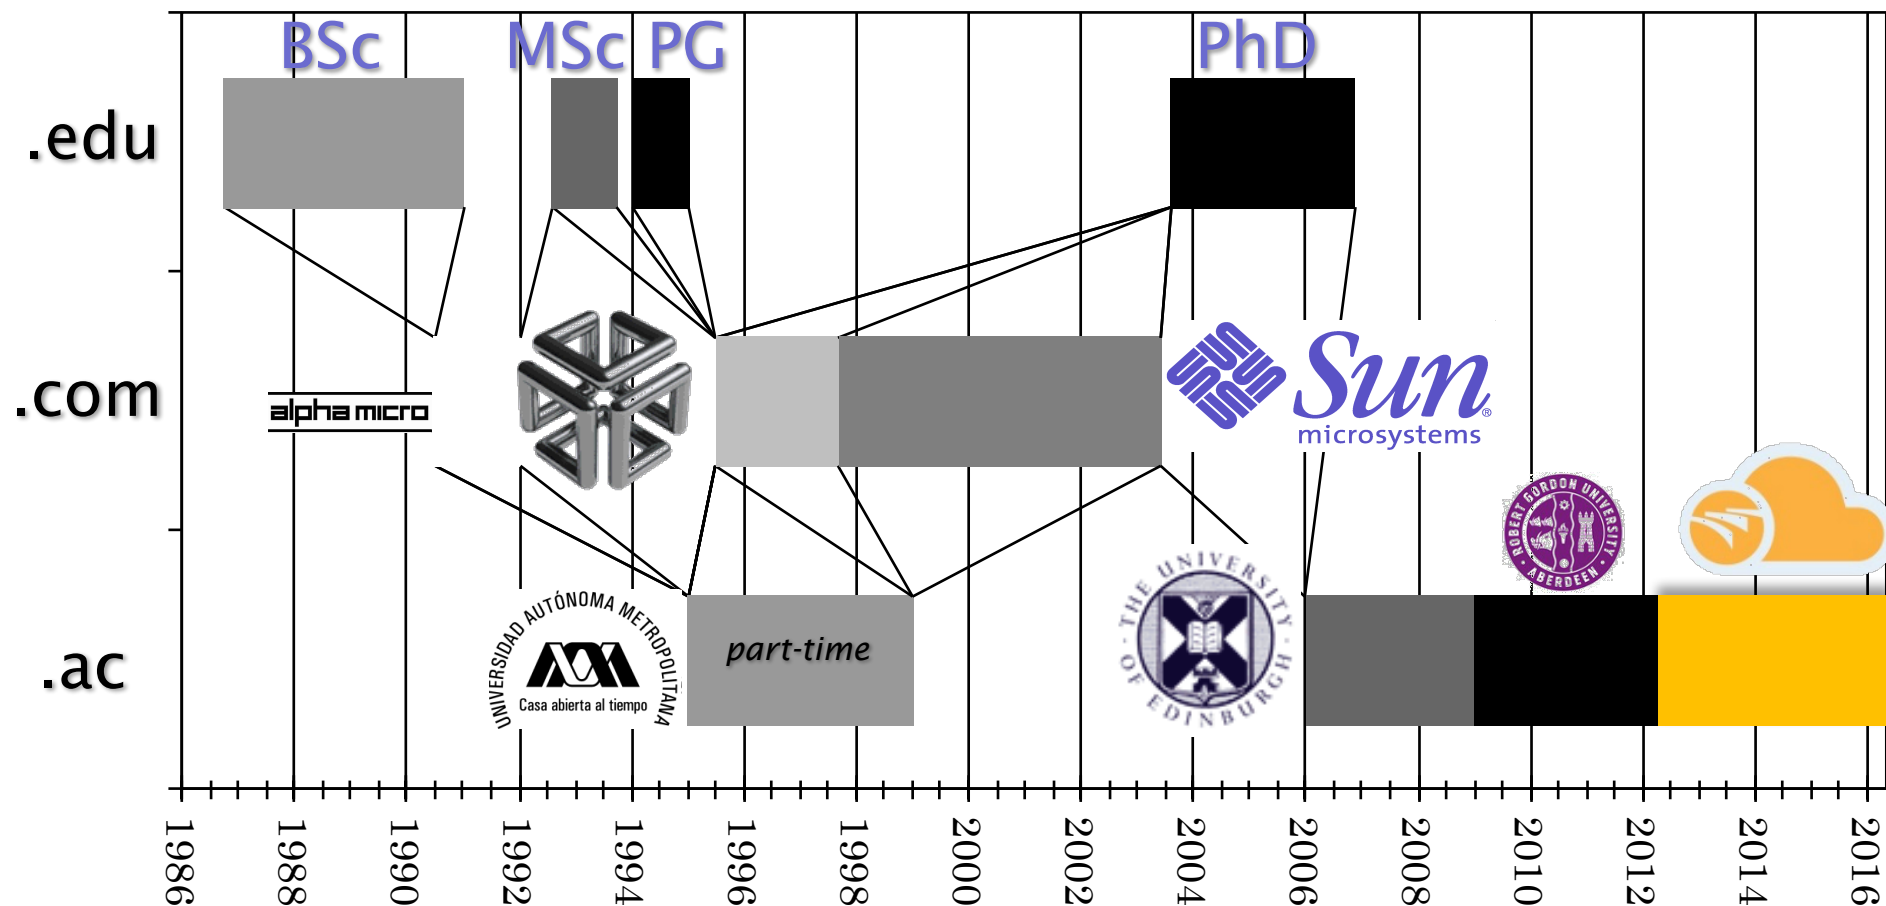 BSc
MSc
PG
PhD
.edu
.com
alpha micro
Sun
microsystems
ROBERT GORDON UNIVERSITY
• ABERDEEN •
.ac
UNIVERSIDAD AUTÓNOMA METROPOLITANA
Casa abierta al tiempo
part-time
THE UNIVERSITY
OF EDINBURGH
1986
1988
1990
1992
1994
1996
1998
2000
2002
2004
2006
2008
2010
2012
2014
2016